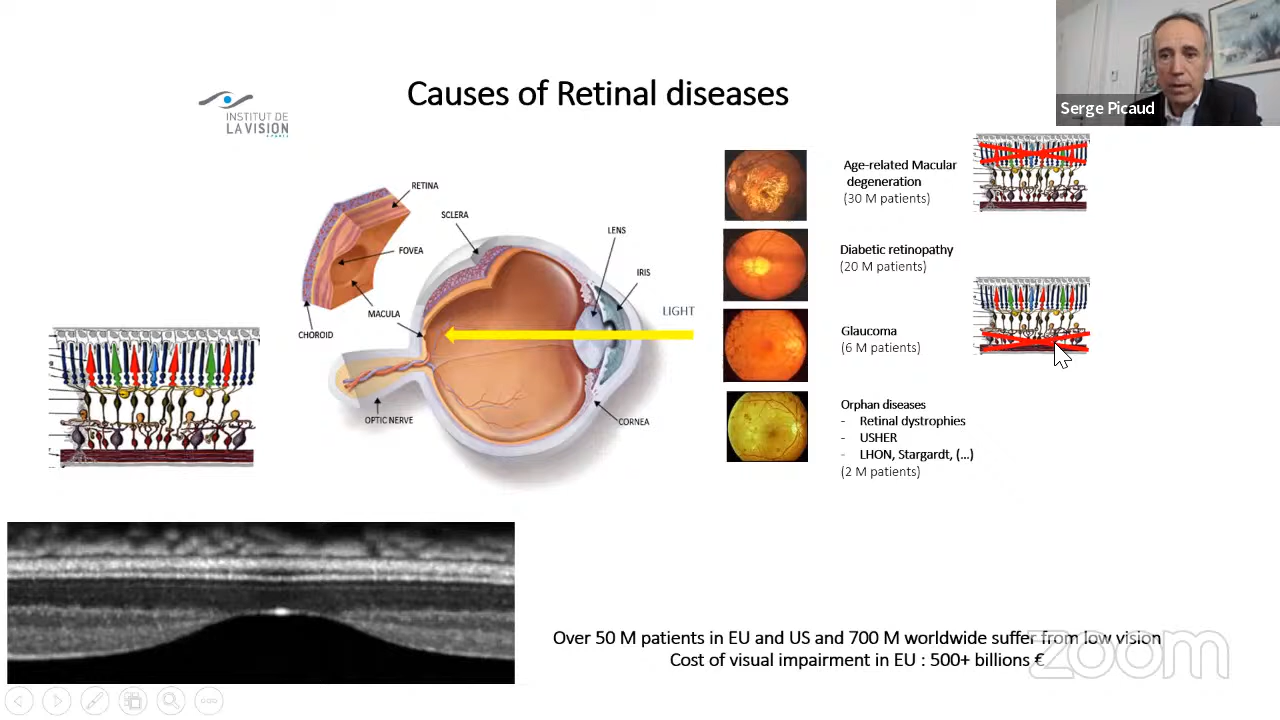 Causes of Retinal diseases
INSTITUT DE
LA VISION
Serge Picaud
RETINA
SCLERA
LENS
FOVEA
IRIS
MACULA
LIGHT
CHOROID
OPTIC NERVE
CORNEA
Age-related Macular
degeneration
(30 M patients)
Diabetic retinopathy
(20 M patients)
Glaucoma
(6 M patients)
Orphan diseases
- Retinal dystrophies
- USHER
- LHON, Stargardt, (...)
(2 M patients)
Over 50 M patients in EU and US and 700 M worldwide suffer from low vision
Cost of visual impairment in EU : 500+ billions €
zoom